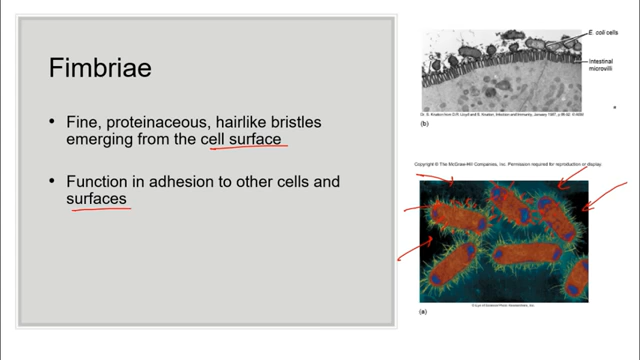 Fimbriae
• Fine, proteinaceous, hairlike bristles
emerging from the cell surface
• Function in adhesion to other cells and
surfaces
E. coli cells
Intestinal
microvilli
(b)
Copyright © The McGraw-Hill Companies, Inc. Permission required for reproduction or display.
(a)